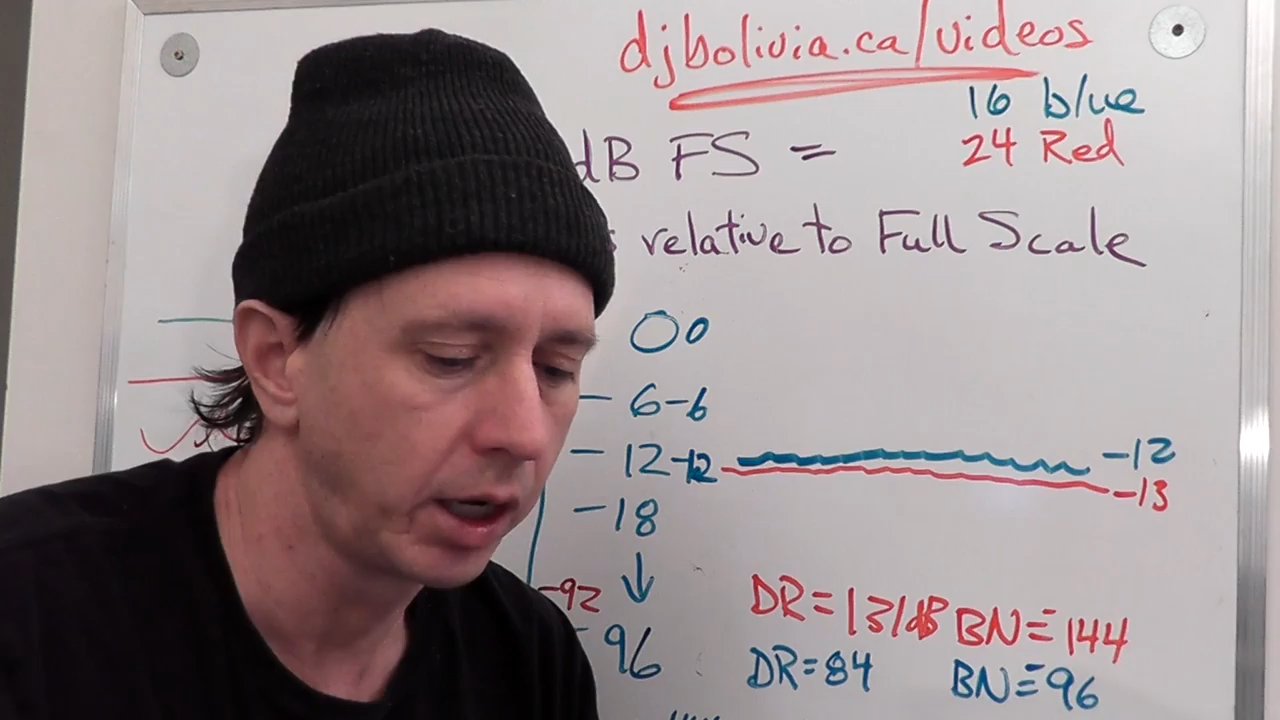 djbolivia.ca/videos
16 blue
24 Red
dB FS =
relative to Full Scale
0 0
- 6 -6
- 12 -12 -12
-13
-18
-92
96
DR=131dB BN=144
DR=84 BN=96